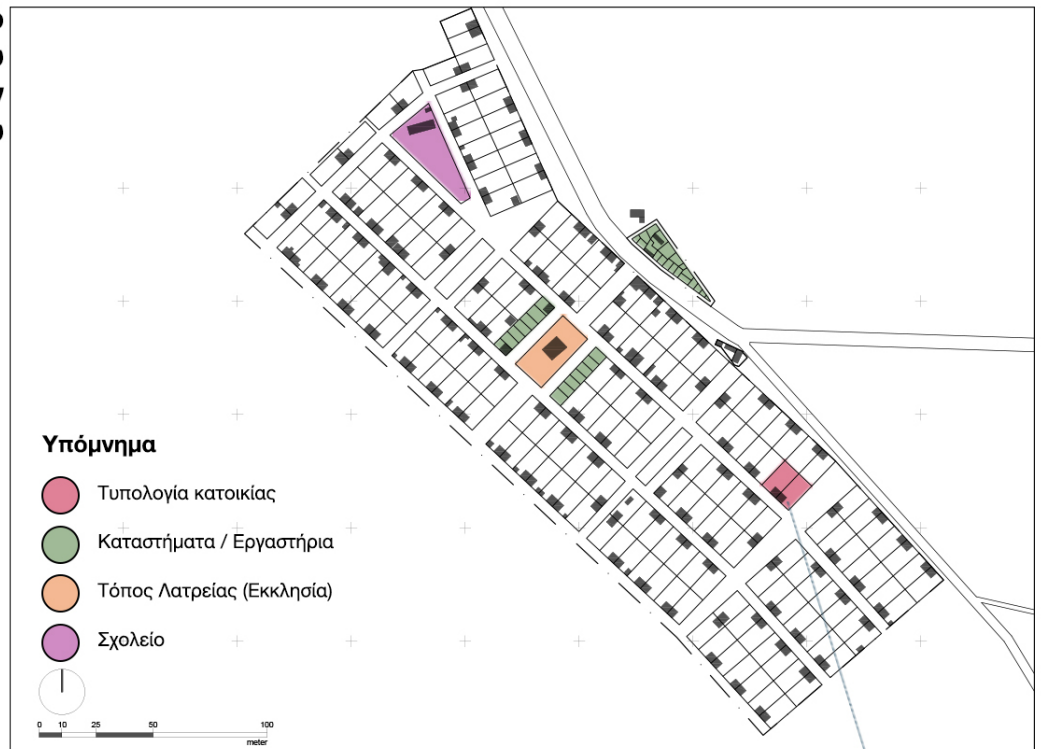 Υπόμνημα
Τυπολογία κατοικίας
Καταστήματα / Εργαστήρια
Τόπος Λατρείας (Εκκλησία)
Σχολείο
0 10 25 50 100
meter